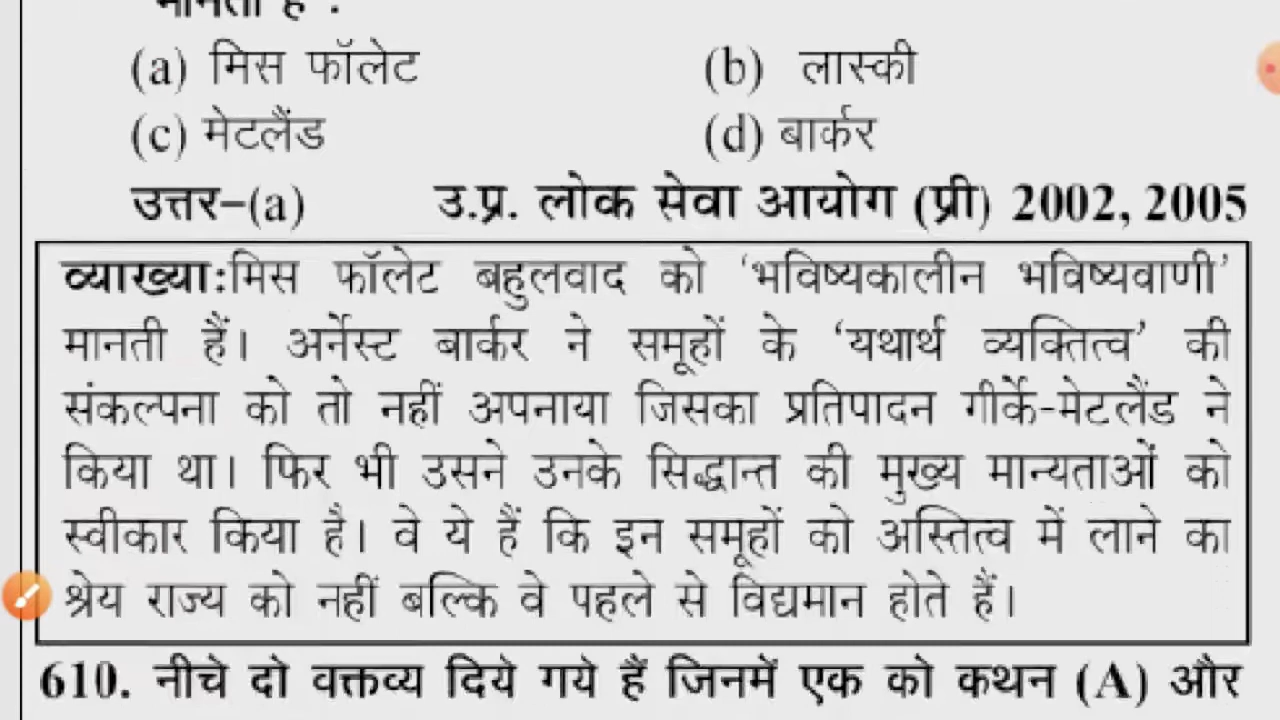 मानता है :
(a) मिस फॉलेट (b) लास्की
(c) मेटलैंड (d) बार्कर
उत्तर–(a) उ.प्र. लोक सेवा आयोग (प्री) 2002, 2005
व्याख्या:मिस फॉलेट बहुलवाद को ‘भविष्यकालीन भविष्यवाणी’
मानती हैं। अर्नेस्ट बार्कर ने समूहों के ‘यथार्थ व्यक्तित्व’ की
संकल्पना को तो नहीं अपनाया जिसका प्रतिपादन गीर्के-मेटलैंड ने
किया था। फिर भी उसने उनके सिद्धान्त की मुख्य मान्यताओं को
स्वीकार किया है। वे ये हैं कि इन समूहों को अस्तित्व में लाने का
श्रेय राज्य को नहीं बल्कि वे पहले से विद्यमान होते हैं।
610. नीचे दो वक्तव्य दिये गये हैं जिनमें एक को कथन (A) और